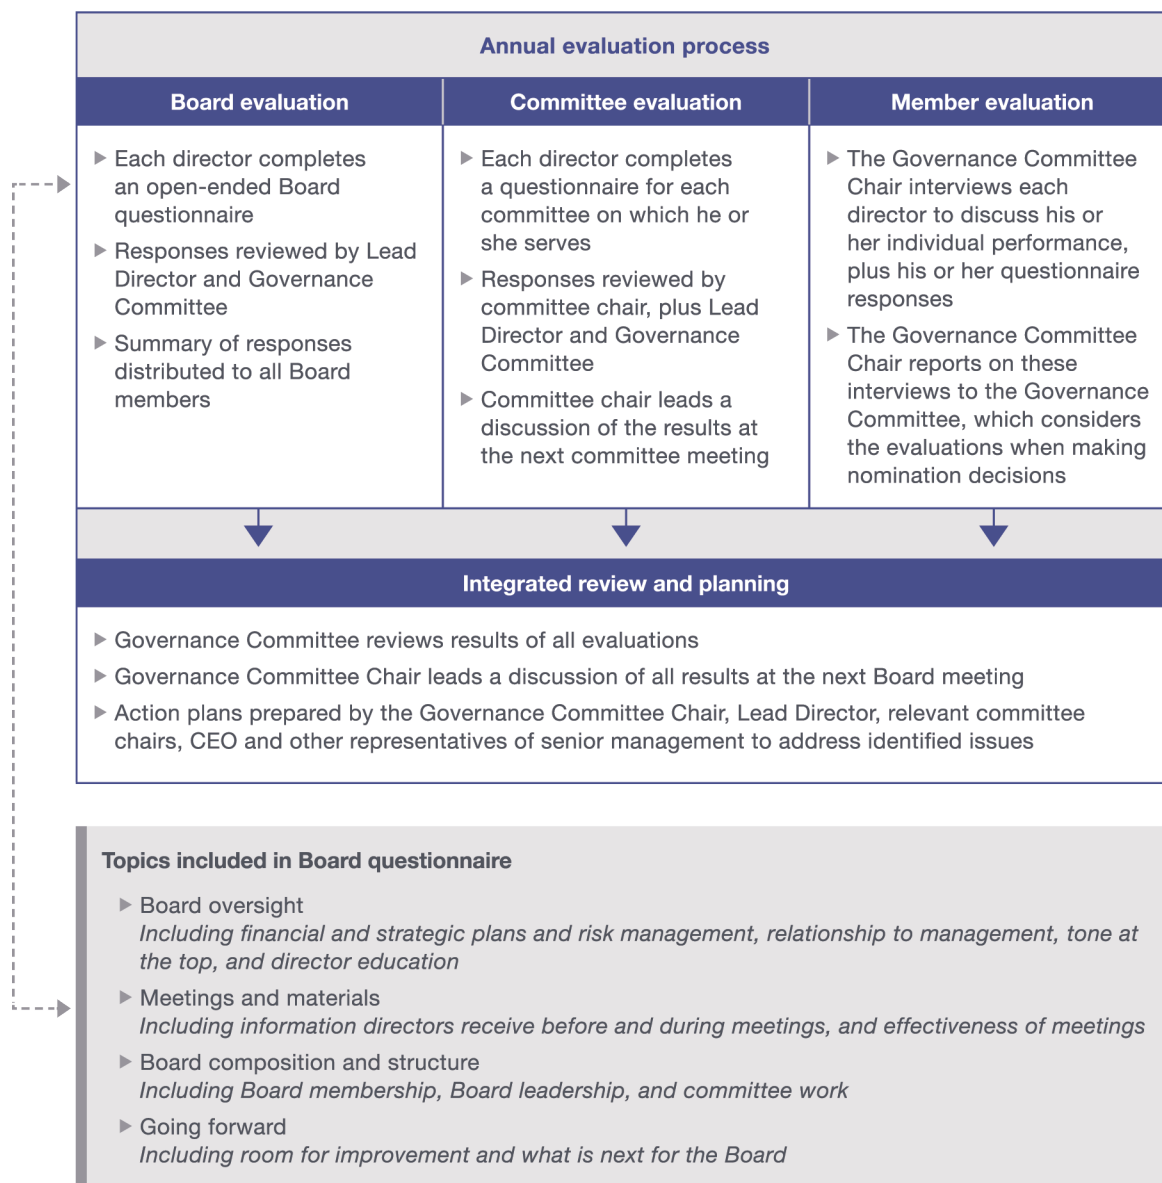 Annual evaluation process
Board evaluation
Each director completes
an open-ended Board
questionnaire
Responses reviewed by Lead
Director and Governance
Committee
Summary of responses
distributed to all Board
members
Committee evaluation
Each director completes
a questionnaire for each
committee on which he or
she serves
Responses reviewed by
committee chair, plus Lead
Director and Governance
Committee
Committee chair leads a
discussion of the results at
the next committee meeting
Member evaluation
The Governance Committee
Chair interviews each
director to discuss his or
her individual performance,
plus his or her questionnaire
responses
The Governance Committee
Chair reports on these
interviews to the Governance
Committee, which considers
the evaluations when making
nomination decisions
Integrated review and planning
Governance Committee reviews results of all evaluations
Governance Committee Chair leads a discussion of all results at the next Board meeting
Action plans prepared by the Governance Committee Chair, Lead Director, relevant committee
chairs, CEO and other representatives of senior management to address identified issues
Topics included in Board questionnaire
Board oversight
Including financial and strategic plans and risk management, relationship to management, tone at
the top, and director education
Meetings and materials
Including information directors receive before and during meetings, and effectiveness of meetings
Board composition and structure
Including Board membership, Board leadership, and committee work
Going forward
Including room for improvement and what is next for the Board